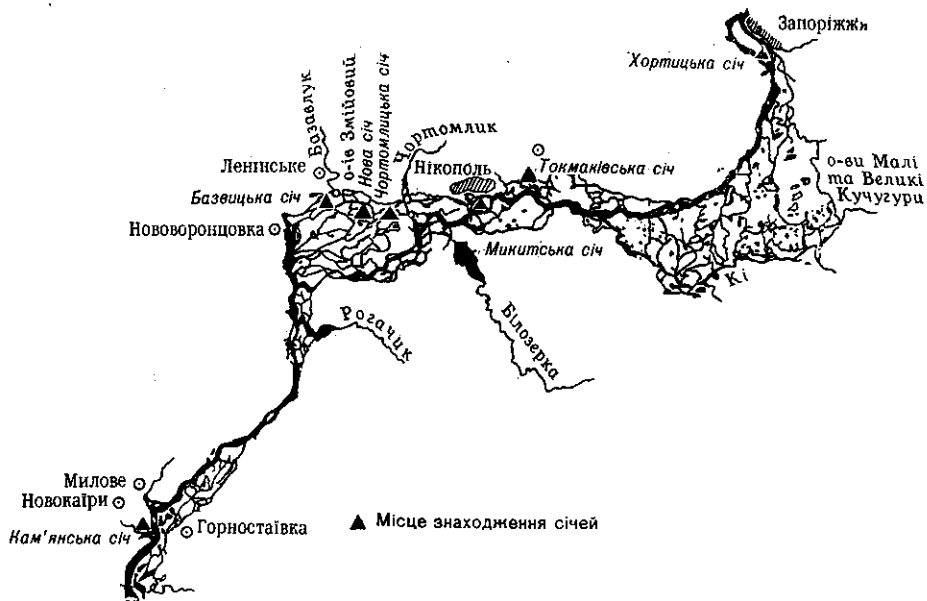 Запоріжжя
Хортицька січ
о-ви Малі
та Великі
Кучугури
Базавлук
о-ів Змійовий
Нова січ
Чортомлицька січ
Чортомлик
Ленінське
Нікополь
Токмаківська січ
Базвицька січ
Нововоронцовка
Микитська січ
Кі
Рогачик
Білозерка
Милове
Новокаїри
Кам'янська січ
Горностаївка
Місце знаходження січей